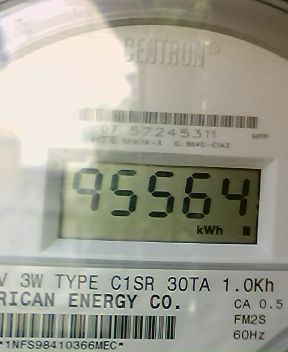 CENTRON®
07 57245311
95564
kWh
V 3W TYPE C1SR 30TA 1.0Kh
RICAN ENERGY CO.
CA 0.5
FM2S
60Hz
*1NFS98410366MEC*